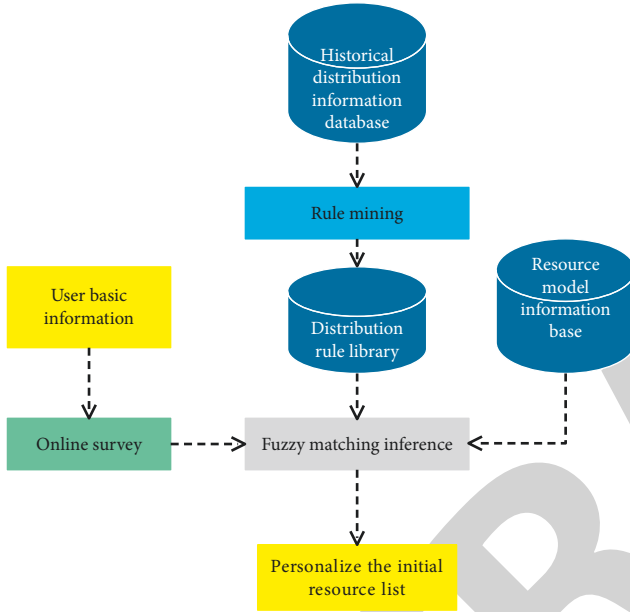 Historical
distribution
information
database
Rule mining
User basic
information
Distribution
rule library
Resource
model
information
base
Online survey
Fuzzy matching inference
Personalize the initial
resource list